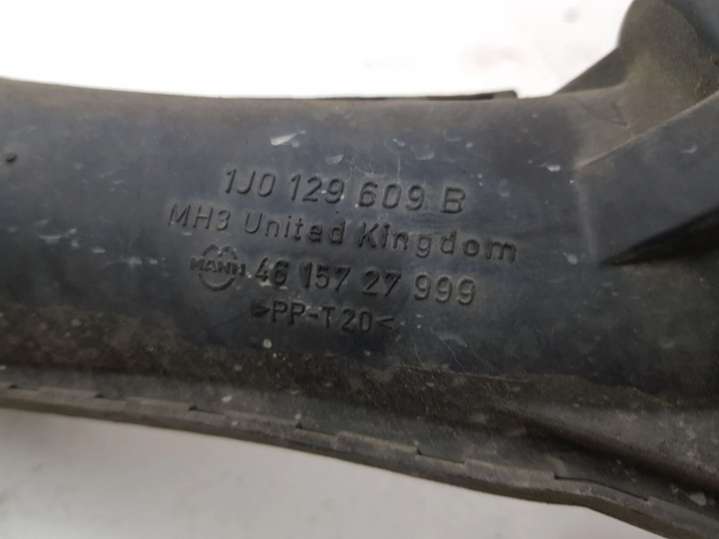 1J0 129 609 B
MH3 United Kingdom
MANN 46 157 27 999
>PP-T20<